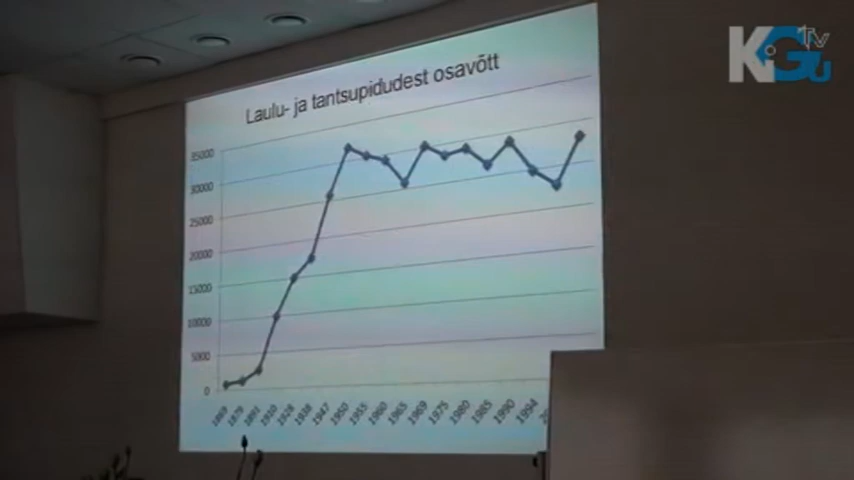 KGU TV
Laulu- ja tantsupidudest osavõtt
35000
30000
25000
20000
15000
10000
5000
0
1869 1879 1891 1910 1928 1938 1947 1950 1955 1960 1965 1969 1975 1980 1985 1990 1994